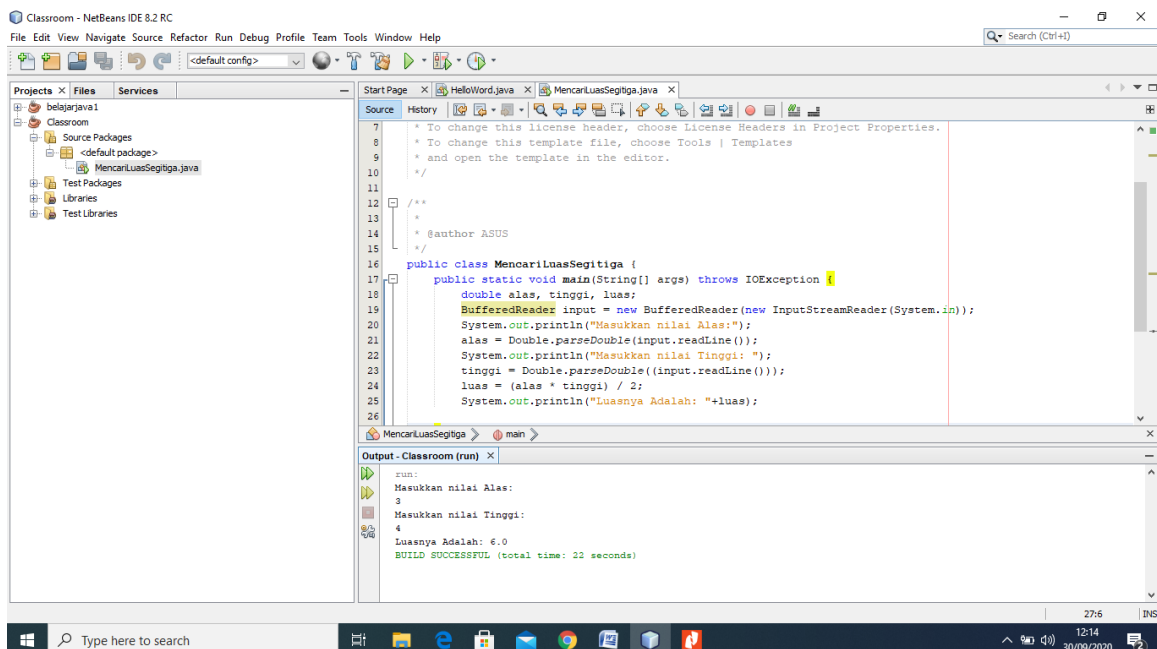 Classroom - NetBeans IDE 8.2 RC
File Edit View Navigate Source Refactor Run Debug Profile Team Tools Window Help
Search (Ctrl+I)
<default config>
Projects Files Services
Start Page HelloWord.java MencariLuasSegitiga.java
belajarjava1
Classroom
Source Packages
<default package>
MencariLuasSegitiga.java
Test Packages
Libraries
Test Libraries
Source History
7 * To change this license header, choose License Headers in Project Properties.
8 * To change this template file, choose Tools | Templates
9 * and open the template in the editor.
10 */
11
12 /**
13 *
14 * @author ASUS
15 */
16 public class MencariLuasSegitiga {
17 public static void main(String[] args) throws IOException {
18 double alas, tinggi, luas;
19 BufferedReader input = new BufferedReader(new InputStreamReader(System.in));
20 System.out.println("Masukkan nilai Alas:");
21 alas = Double.parseDouble(input.readLine());
22 System.out.println("Masukkan nilai Tinggi: ");
23 tinggi = Double.parseDouble((input.readLine()));
24 luas = (alas * tinggi) / 2;
25 System.out.println("Luasnya Adalah: "+luas);
26
MencariLuasSegitiga main
Output - Classroom (run)
run:
Masukkan nilai Alas:
3
Masukkan nilai Tinggi:
4
Luasnya Adalah: 6.0
BUILD SUCCESSFUL (total time: 22 seconds)
27:6 INS
Type here to search
12:14
30/09/2020